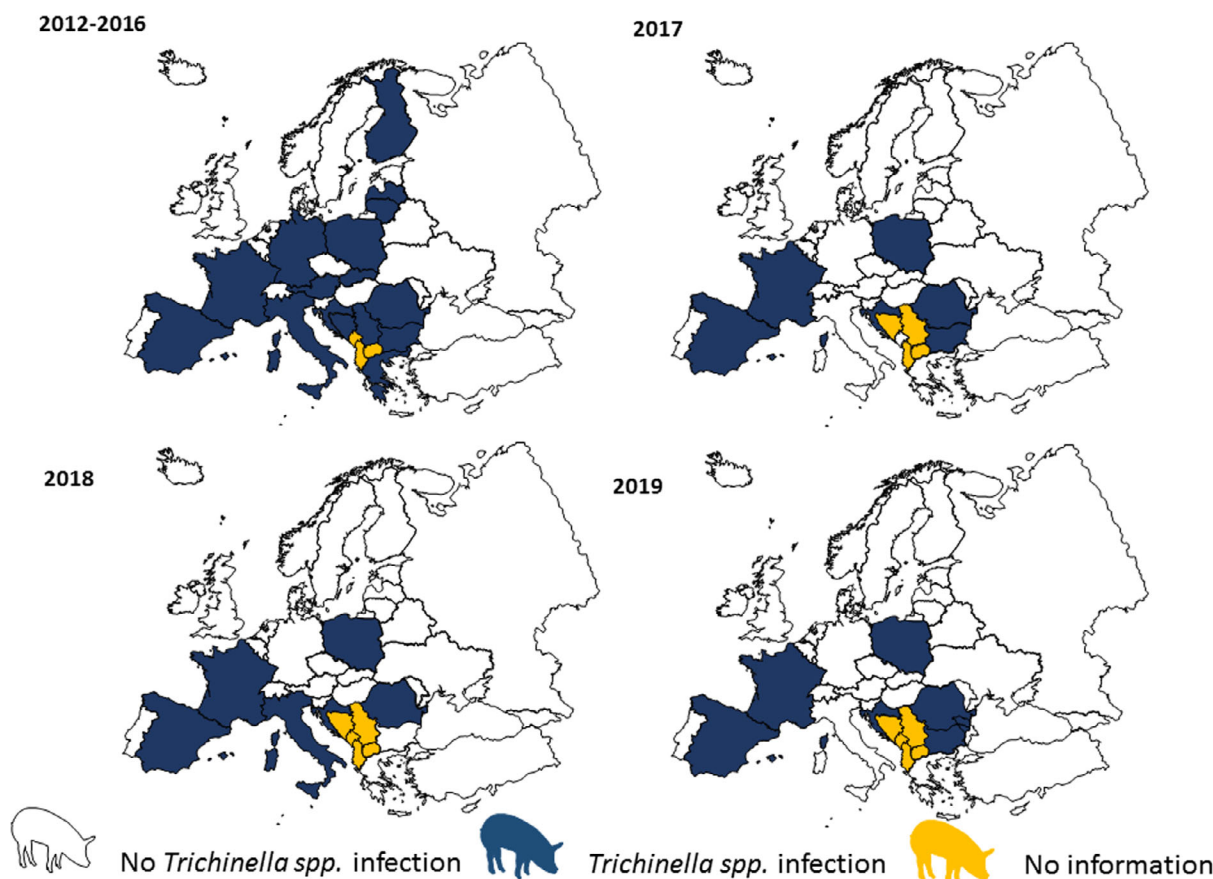 2012-2016
2017
2018
2019
No Trichinella spp. infection
Trichinella spp. infection
No information